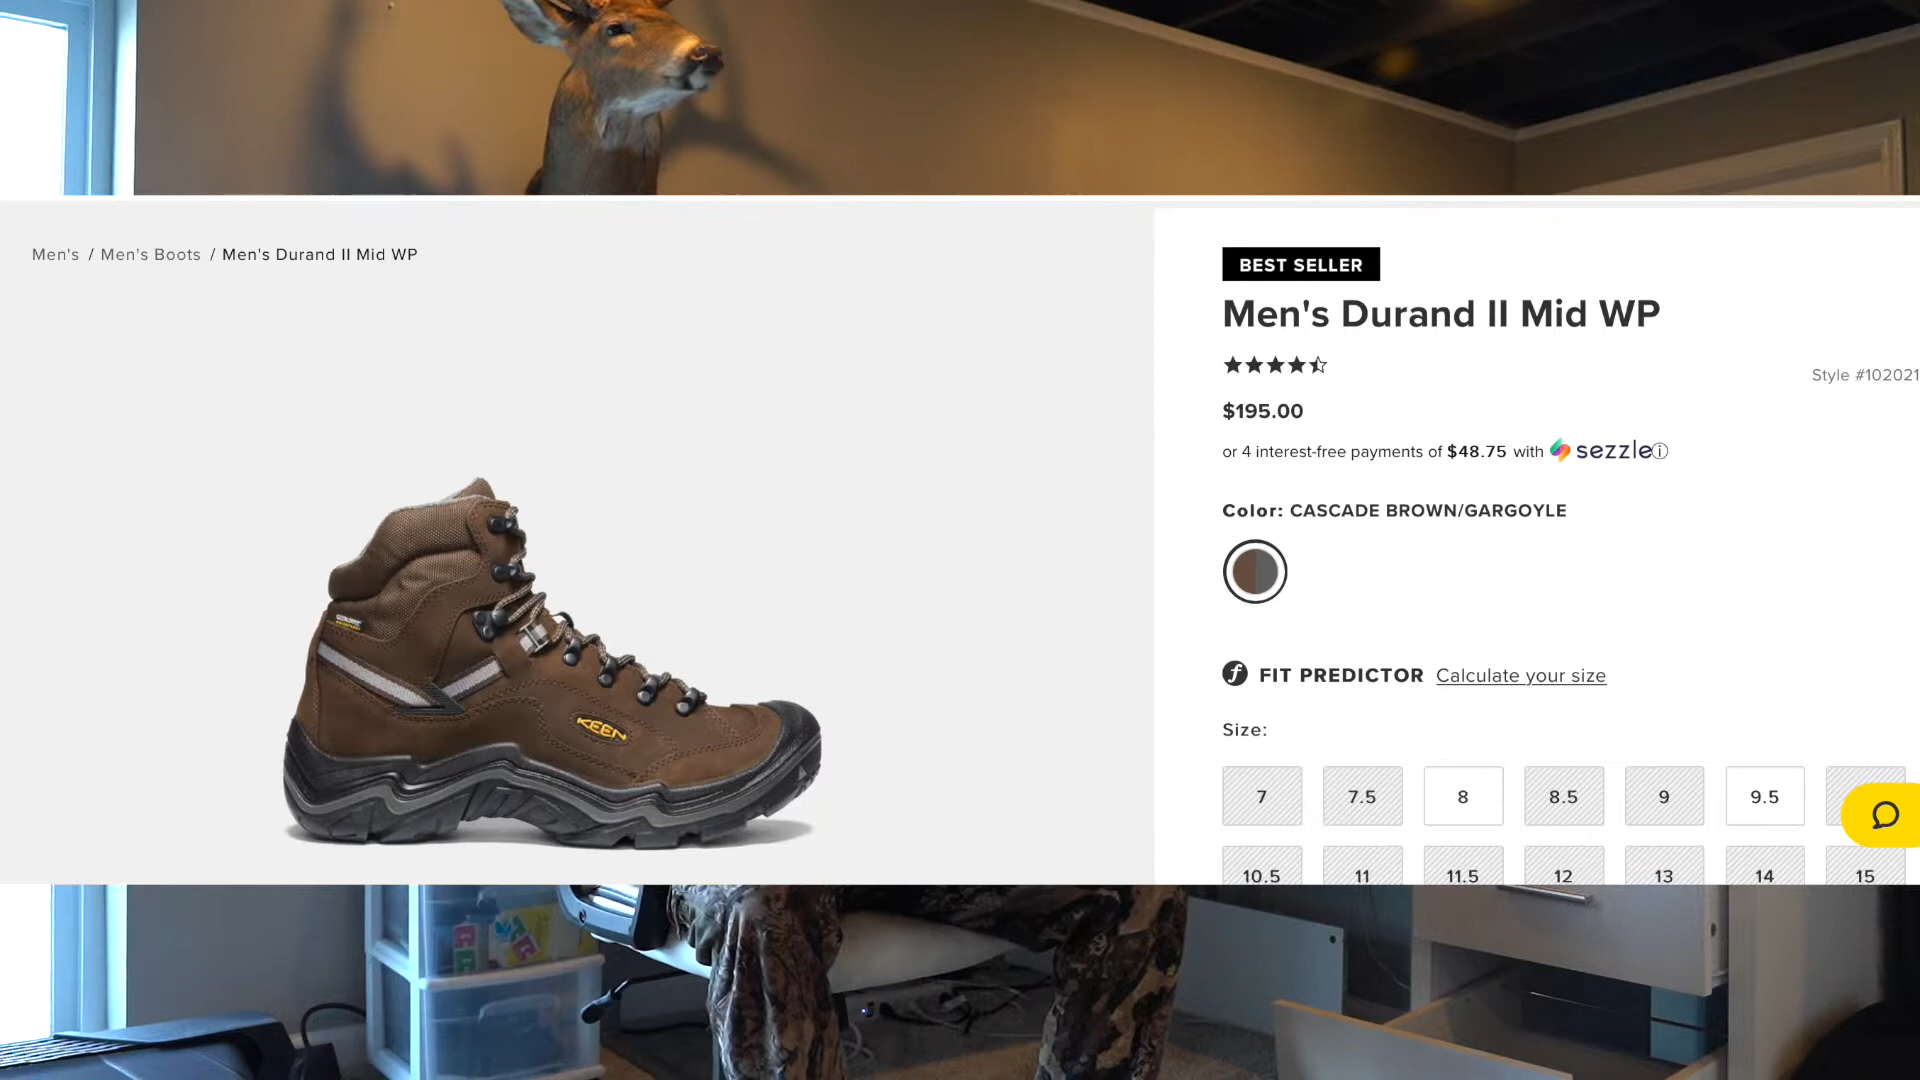 Men's / Men's Boots / Men's Durand II Mid WP
BEST SELLER
Men's Durand II Mid WP
Style #102021
$195.00
or 4 interest-free payments of $48.75 with sezzle
Color: CASCADE BROWN/GARGOYLE
FIT PREDICTOR Calculate your size
Size:
7 7.5 8 8.5 9 9.5
10.5 11 11.5 12 13 14 15
KEEN